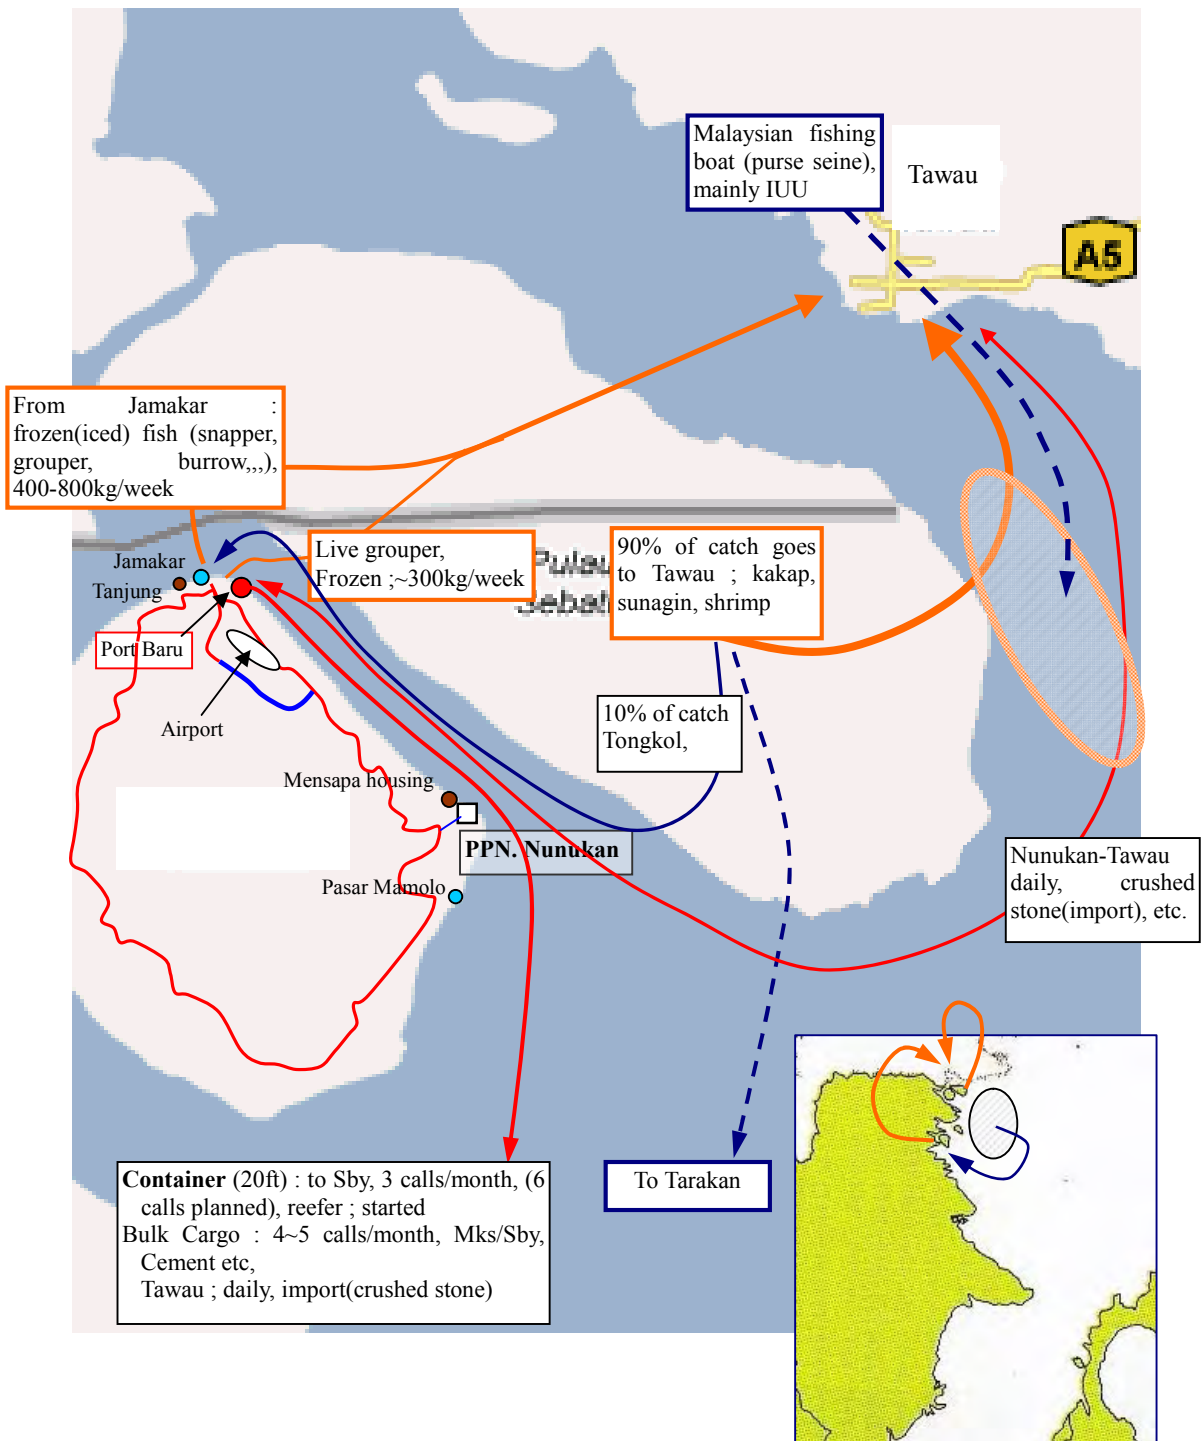 Malaysian fishing
boat (purse seine),
mainly IUU
Tawau
A5
From Jamakar :
frozen(iced) fish (snapper,
grouper, burrow,,,),
400-800kg/week
Live grouper,
Frozen ;~300kg/week
Pulau
Sebatik
90% of catch goes
to Tawau ; kakap,
sunagin, shrimp
Jamakar
Tanjung
Port Baru
Airport
10% of catch
Tongkol,
Mensapa housing
PPN. Nunukan
Pasar Mamolo
Nunukan-Tawau
daily, crushed
stone(import), etc.
Container (20ft) : to Sby, 3 calls/month, (6
calls planned), reefer ; started
Bulk Cargo : 4~5 calls/month, Mks/Sby,
Cement etc,
Tawau ; daily, import(crushed stone)
To Tarakan